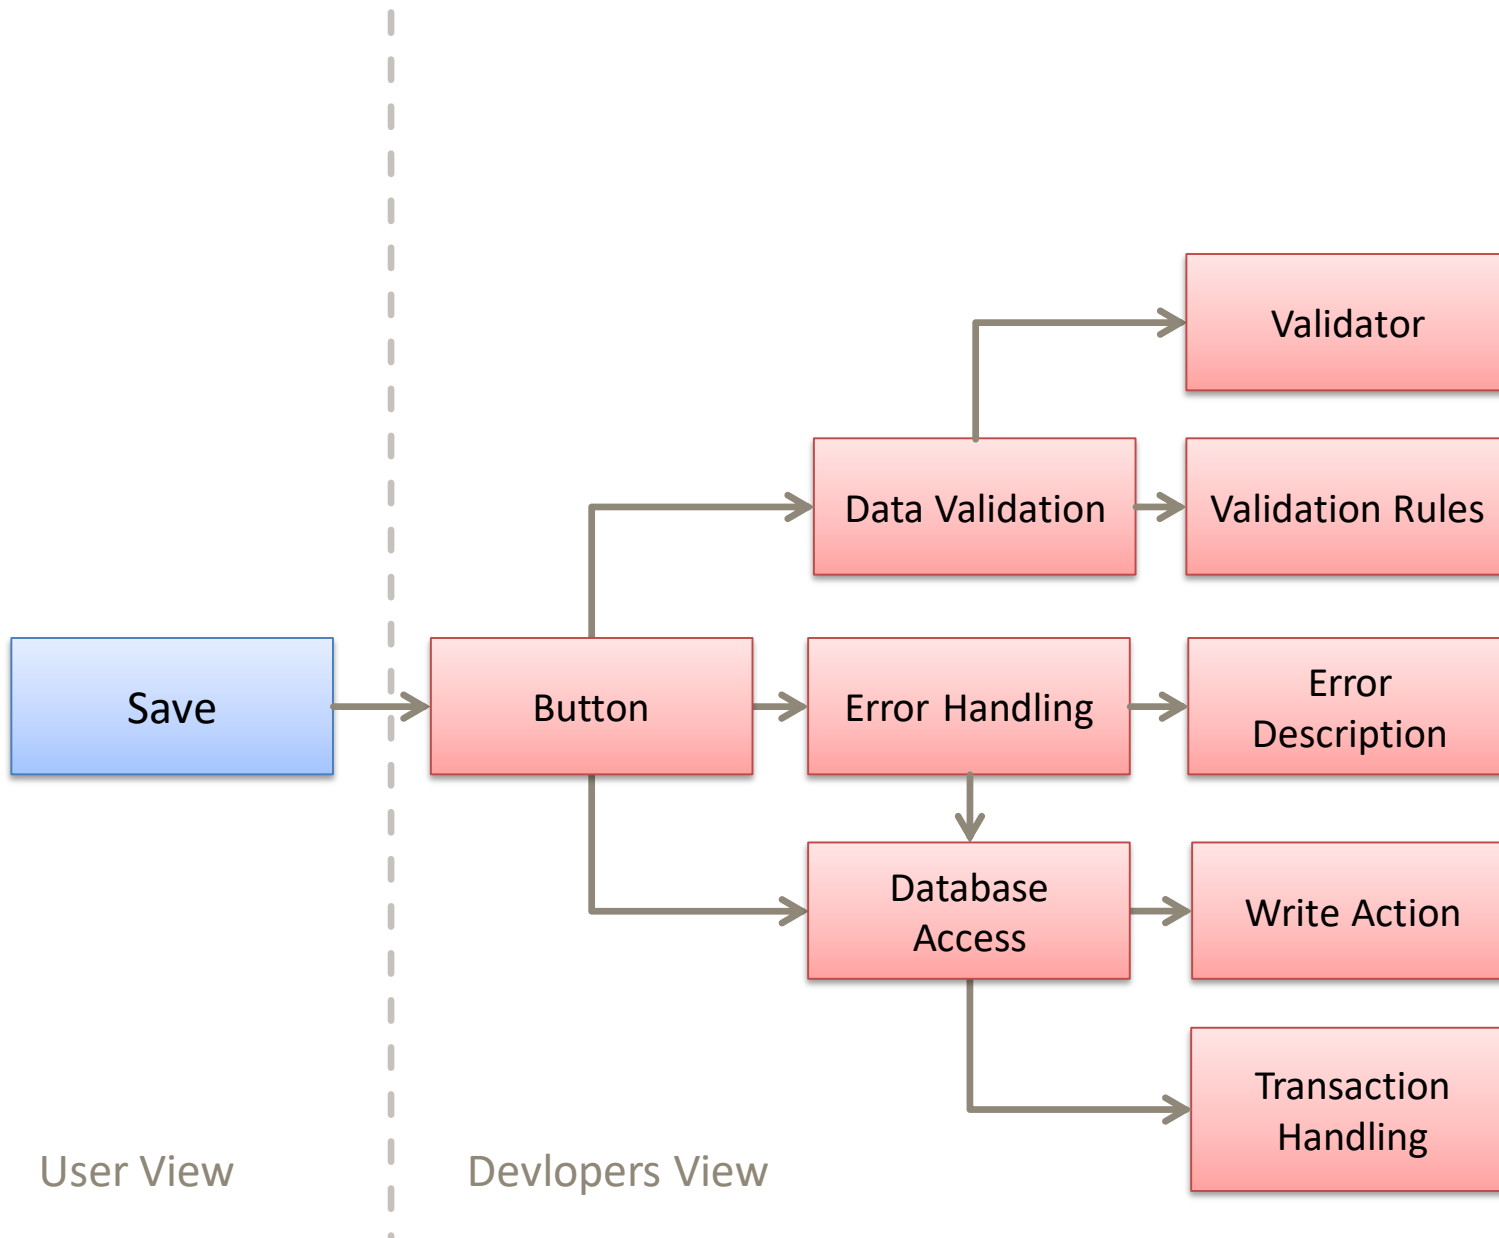 Validator
Data Validation
Validation Rules
Save
Button
Error Handling
Error
Description
Database
Access
Write Action
Transaction
Handling
User View
Devlopers View